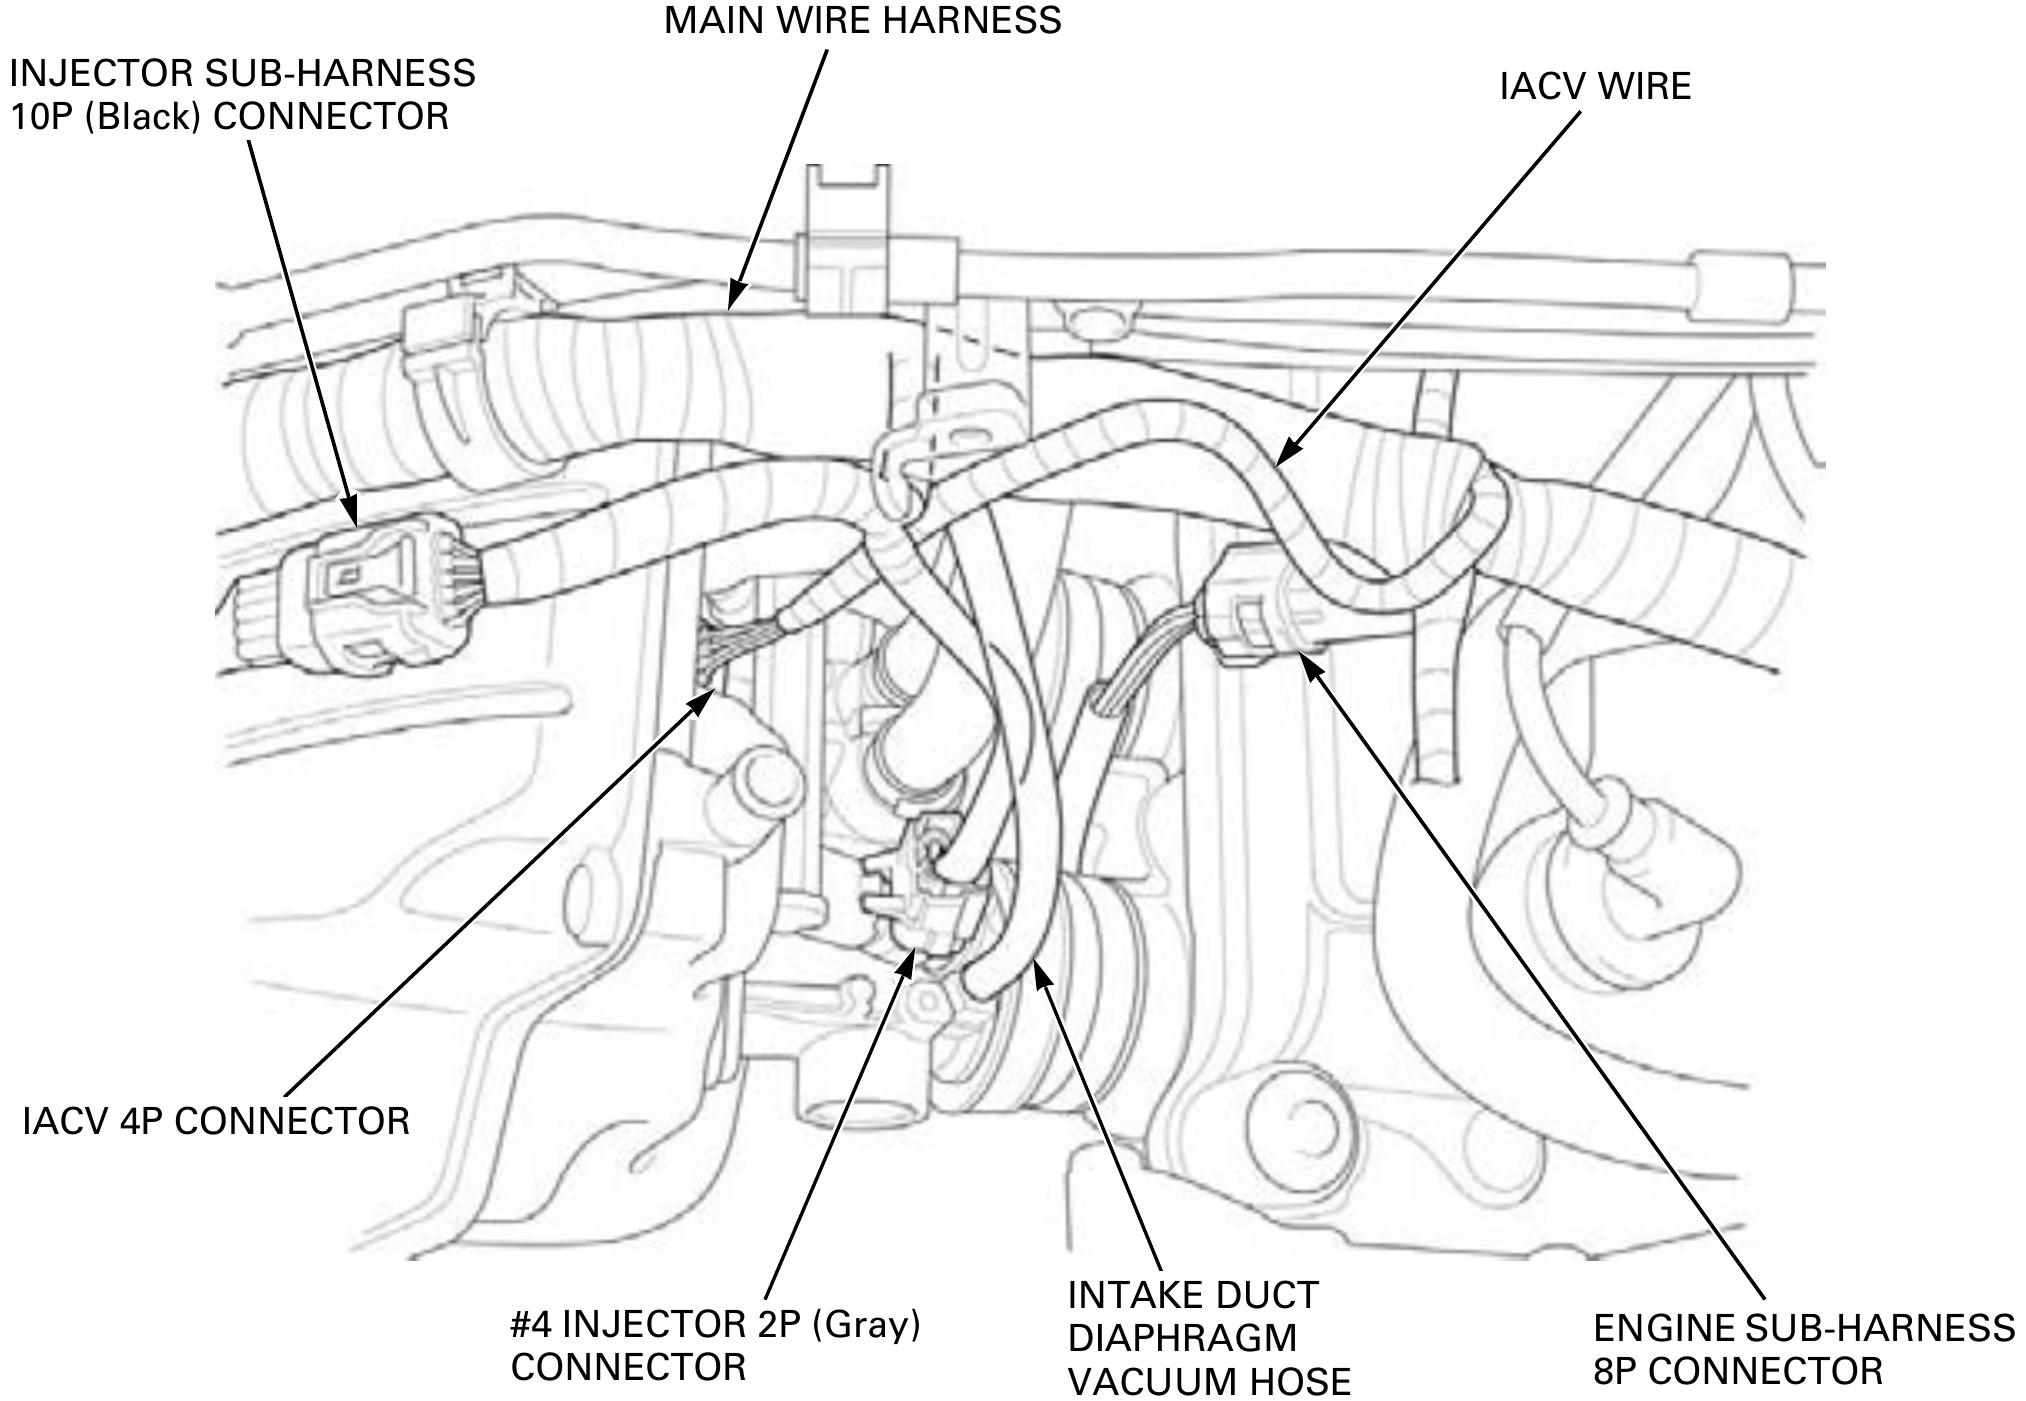 MAIN WIRE HARNESS
INJECTOR SUB-HARNESS
10P (Black) CONNECTOR
IACV WIRE
IACV 4P CONNECTOR
#4 INJECTOR 2P (Gray)
CONNECTOR
INTAKE DUCT
DIAPHRAGM
VACUUM HOSE
ENGINE SUB-HARNESS
8P CONNECTOR